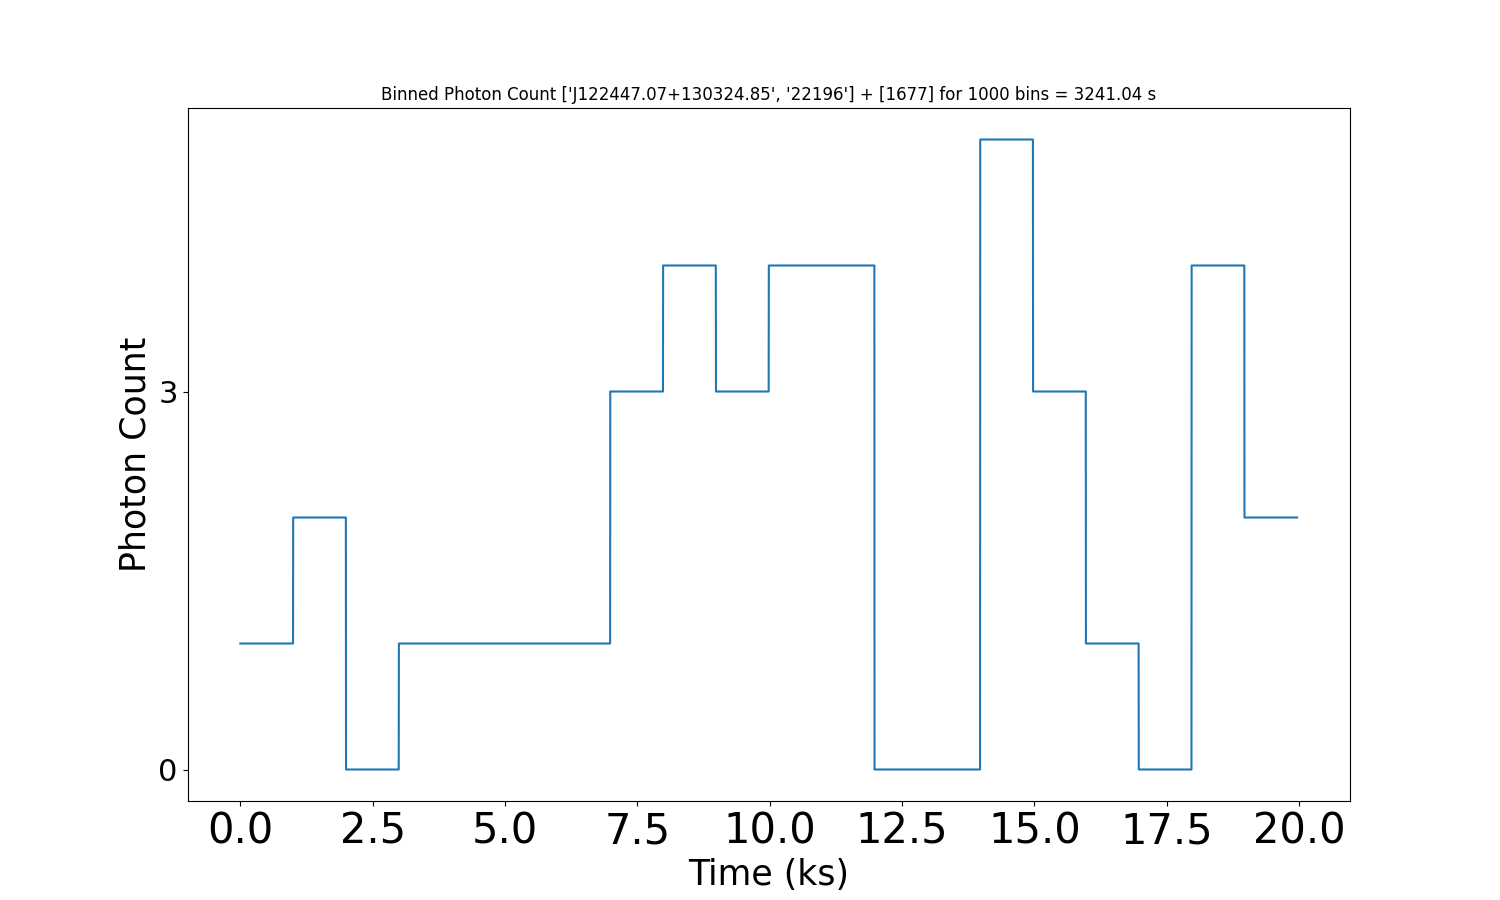 Binned Photon Count ['J122447.07+130324.85', '22196'] + [1677] for 1000 bins = 3241.04 s
Photon Count
3
0
0.0 2.5 5.0 7.5 10.0 12.5 15.0 17.5 20.0
Time (ks)